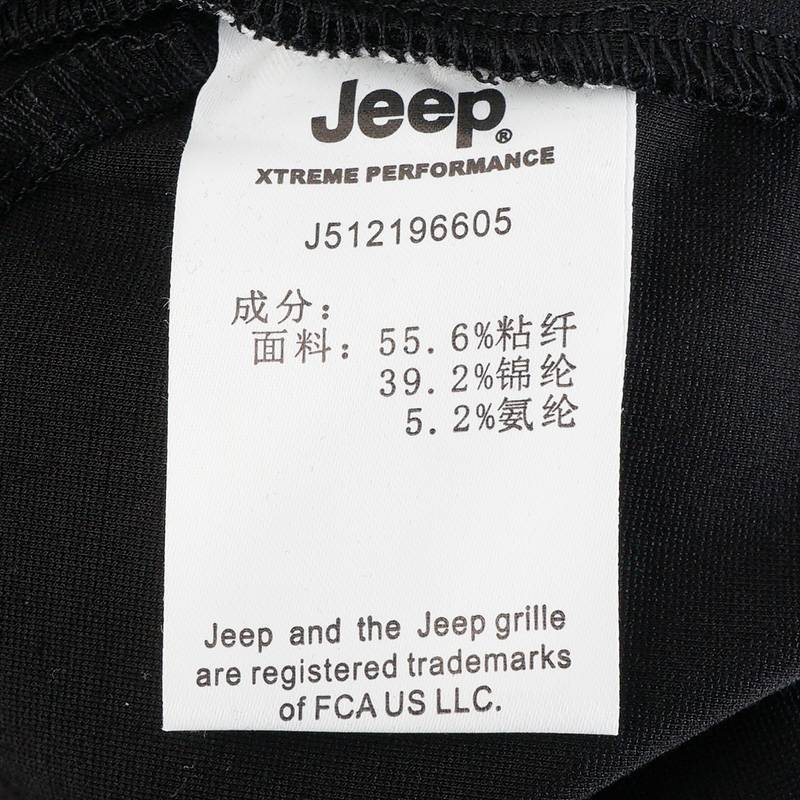 Jeep®
XTREME PERFORMANCE
J512196605
成分：
面料：55.6%粘纤
39.2%锦纶
5.2%氨纶
Jeep and the Jeep grille
are registered trademarks
of FCA US LLC.